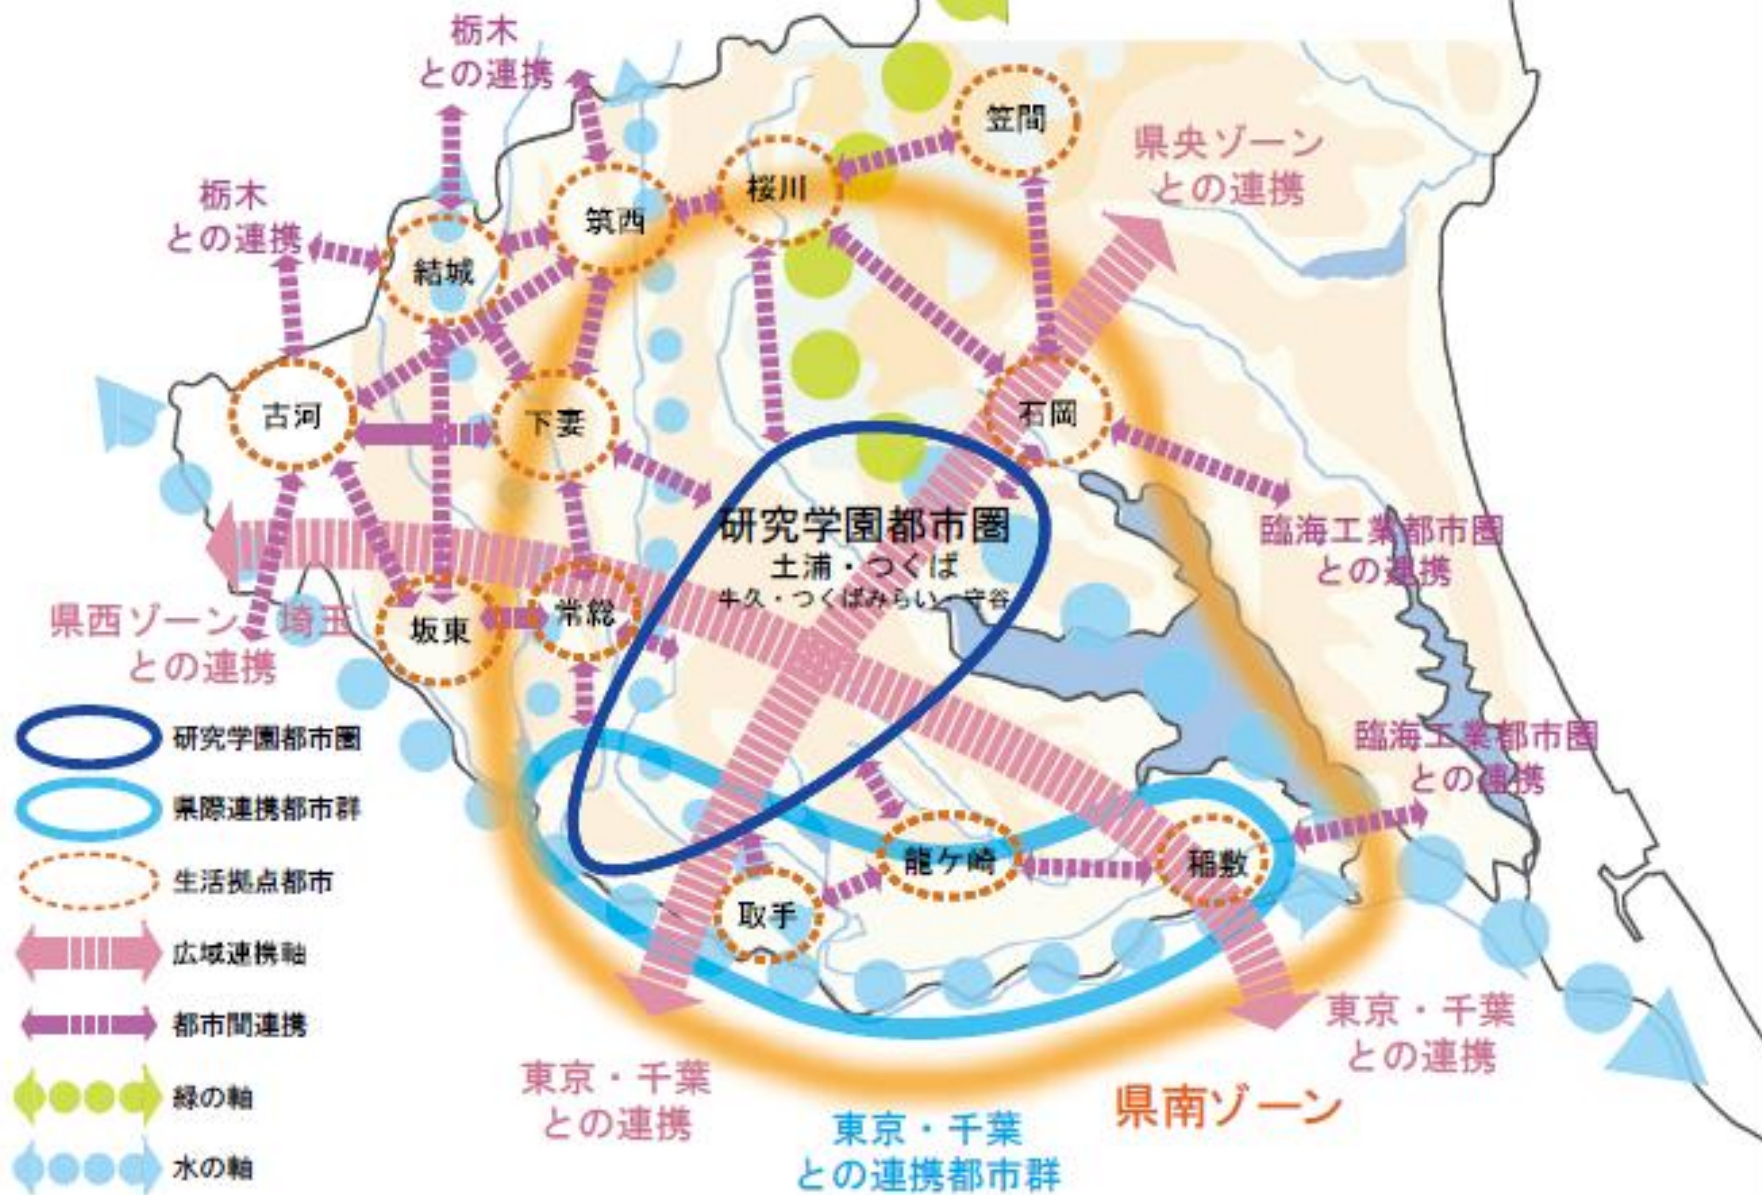 栃木
との連携
笠間
県央ゾーン
との連携
桜川
栃木
との連携
筑西
結城
古河
下妻
石岡
研究学園都市圏
土浦・つくば
牛久・つくばみらい・守谷
臨海工業都市圏
との連携
県西ゾーン・埼玉
との連携
坂東
常総
臨海工業都市圏
との連携
研究学園都市圏
県際連携都市群
生活拠点都市
広域連携軸
都市間連携
緑の軸
水の軸
龍ケ崎
稲敷
取手
東京・千葉
との連携
東京・千葉
との連携
県南ゾーン
東京・千葉
との連携都市群